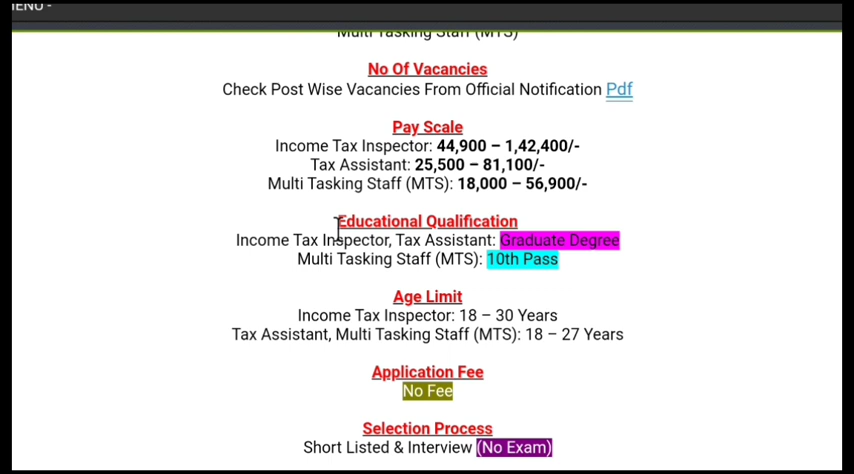 MENU -
Multi Tasking Staff (MTS)
No Of Vacancies
Check Post Wise Vacancies From Official Notification Pdf
Pay Scale
Income Tax Inspector: 44,900 – 1,42,400/-
Tax Assistant: 25,500 – 81,100/-
Multi Tasking Staff (MTS): 18,000 – 56,900/-
Educational Qualification
Income Tax Inspector, Tax Assistant: Graduate Degree
Multi Tasking Staff (MTS): 10th Pass
Age Limit
Income Tax Inspector: 18 – 30 Years
Tax Assistant, Multi Tasking Staff (MTS): 18 – 27 Years
Application Fee
No Fee
Selection Process
Short Listed & Interview (No Exam)